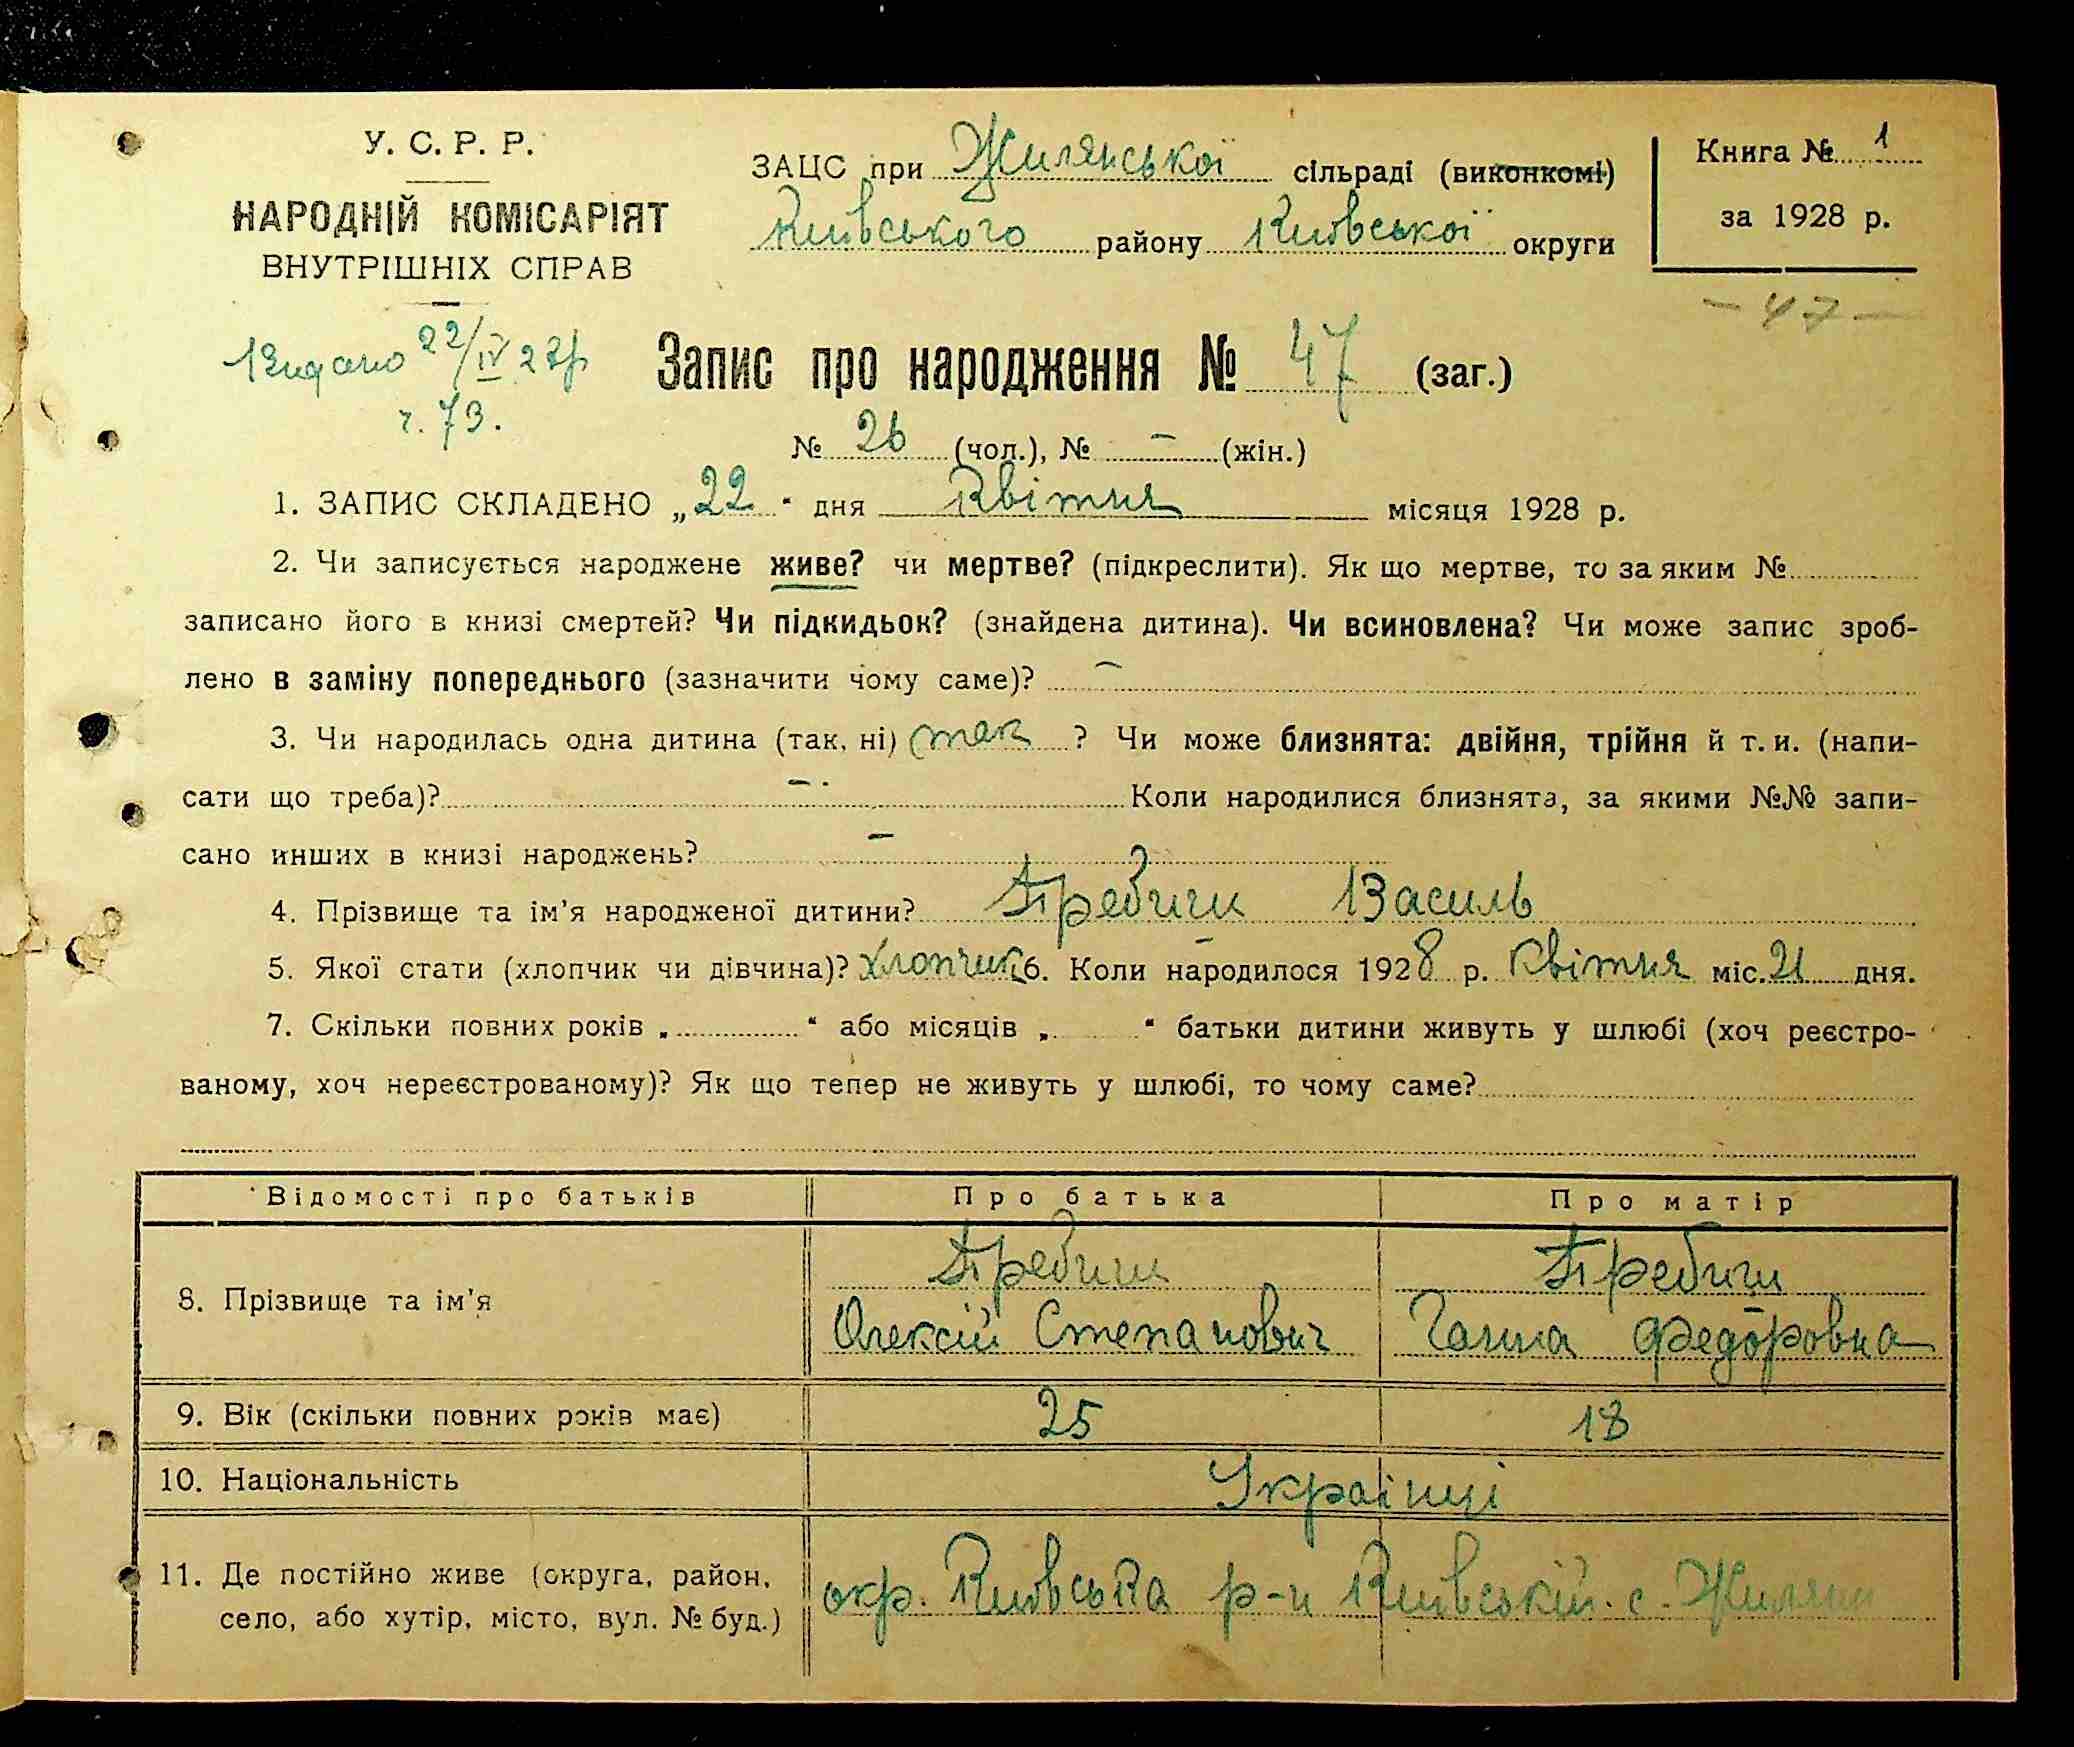 У. С. Р. Р.
НАРОДНІЙ КОМІСАРІЯТ
ВНУТРІШНІХ СПРАВ
ЗАЦС при Жилянської сільраді (виконкомі)
Київського району Київської округи
Книга № 1
за 1928 р.
— 47 —
Видано 22/IV 27р
ч. 73.
Запис про народження № 47 (заг.)
№ 26 (чол.), № – (жін.)
1. ЗАПИС СКЛАДЕНО „22“ дня Квітня місяця 1928 р.
2. Чи записується народжене живе? чи мертве? (підкреслити). Як що мертве, то за яким №
записано його в книзі смертей? Чи підкидьок? (знайдена дитина). Чи всиновлена? Чи може запис зроб-
лено в заміну попереднього (зазначити чому саме)? –
3. Чи народилась одна дитина (так, ні) так ? Чи може близнята: двійня, трійня й т. и. (напи-
сати що треба)? – Коли народилися близнята, за якими №№ запи-
сано инших в книзі народжень? –
4. Прізвище та ім'я народженої дитини? Требиш Василь
5. Якої стати (хлопчик чи дівчина)? Хлопчик 6. Коли народилося 1928 р. Квітня міс. 21 дня.
7. Скільки повних років „ “ або місяців „ “ батьки дитини живуть у шлюбі (хоч реєстро-
ваному, хоч нереєстрованому)? Як що тепер не живуть у шлюбі, то чому саме?
Відомості про батьків Про батька Про матір
8. Прізвище та ім'я
Требиш Требиш
Олексій Степанович Ганна Федоровна
9. Вік (скільки повних років має) 25 18
10. Національність Українці
11. Де постійно живе (округа, район,
село, або хутір, місто, вул. № буд.)
окр. Київська р-н Київській. с. Жиляни